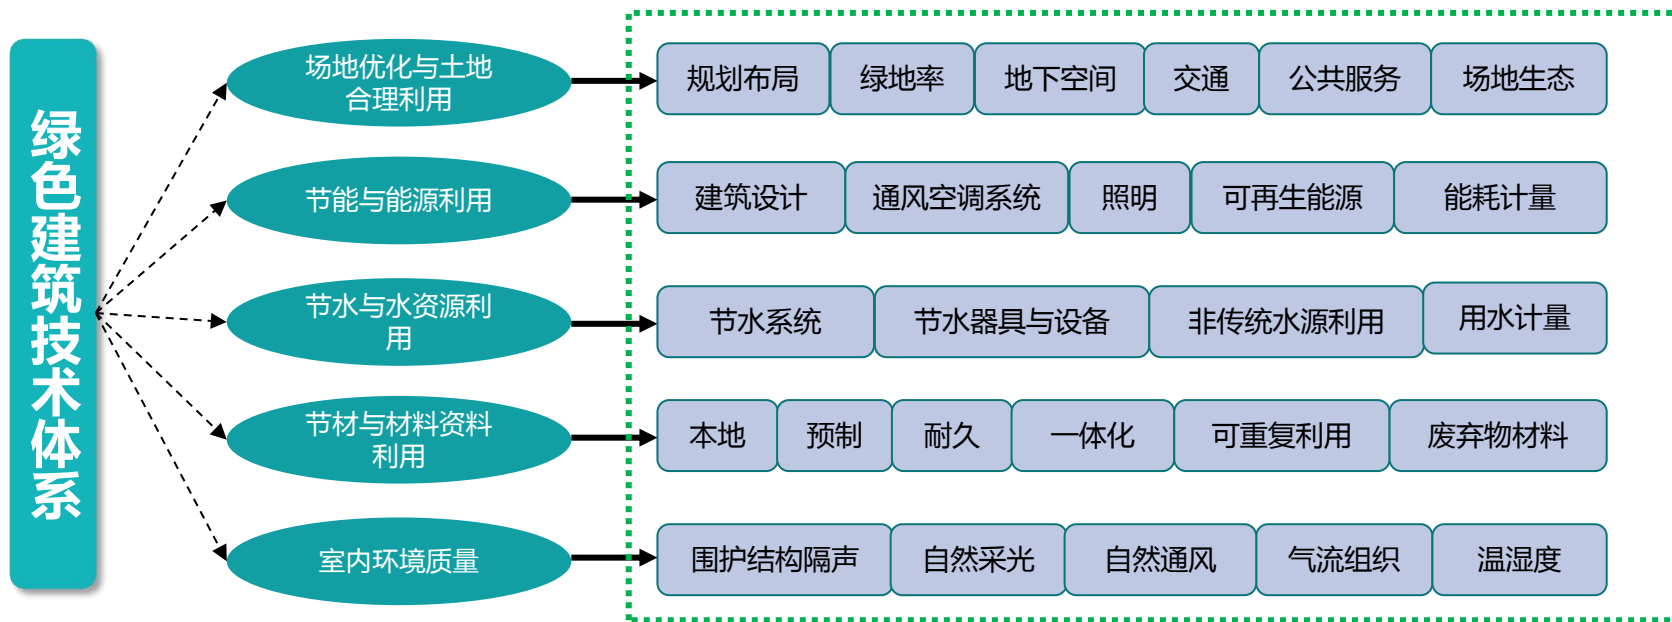 绿色建筑技术体系
场地优化与土地
合理利用
规划布局
绿地率
地下空间
交通
公共服务
场地生态
节能与能源利用
建筑设计
通风空调系统
照明
可再生能源
能耗计量
节水与水资源利
用
节水系统
节水器具与设备
非传统水源利用
用水计量
节材与材料资料
利用
本地
预制
耐久
一体化
可重复利用
废弃物材料
室内环境质量
围护结构隔声
自然采光
自然通风
气流组织
温湿度